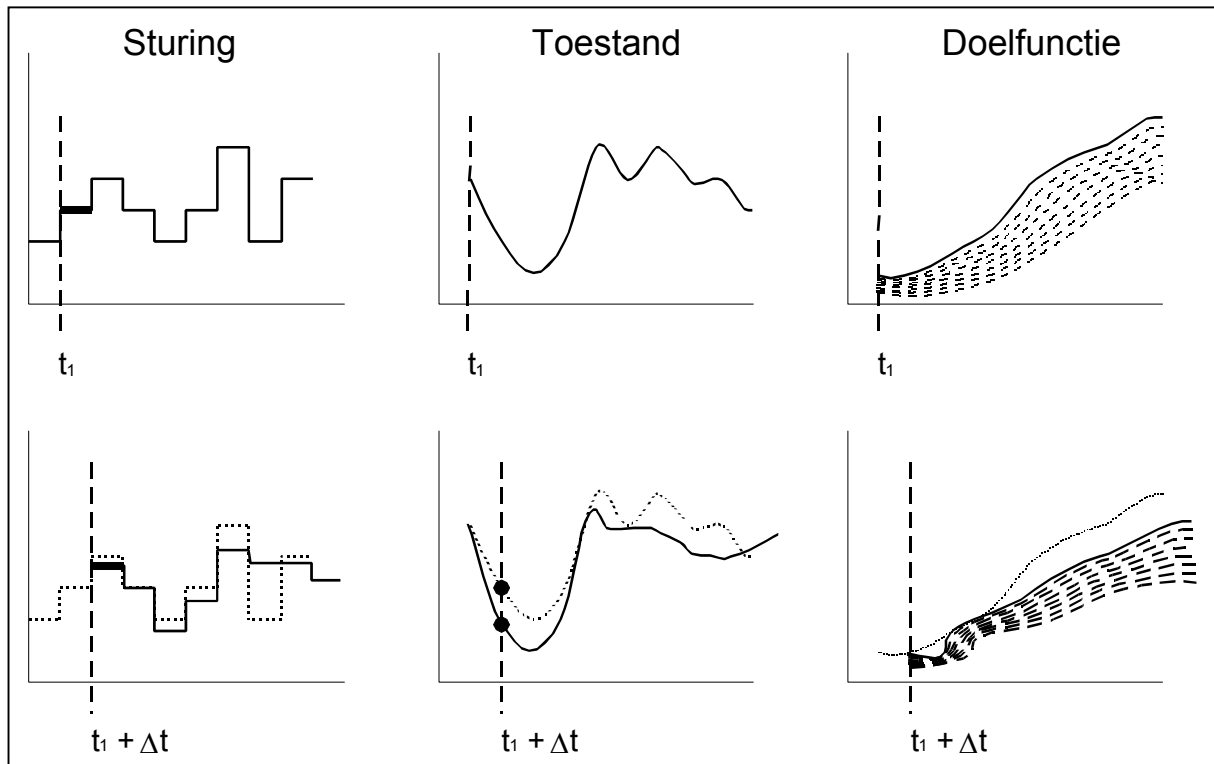 Sturing
Toestand
Doelfunctie
t₁
t₁
t₁
t₁ + Δt
t₁ + Δt
t₁ + Δt